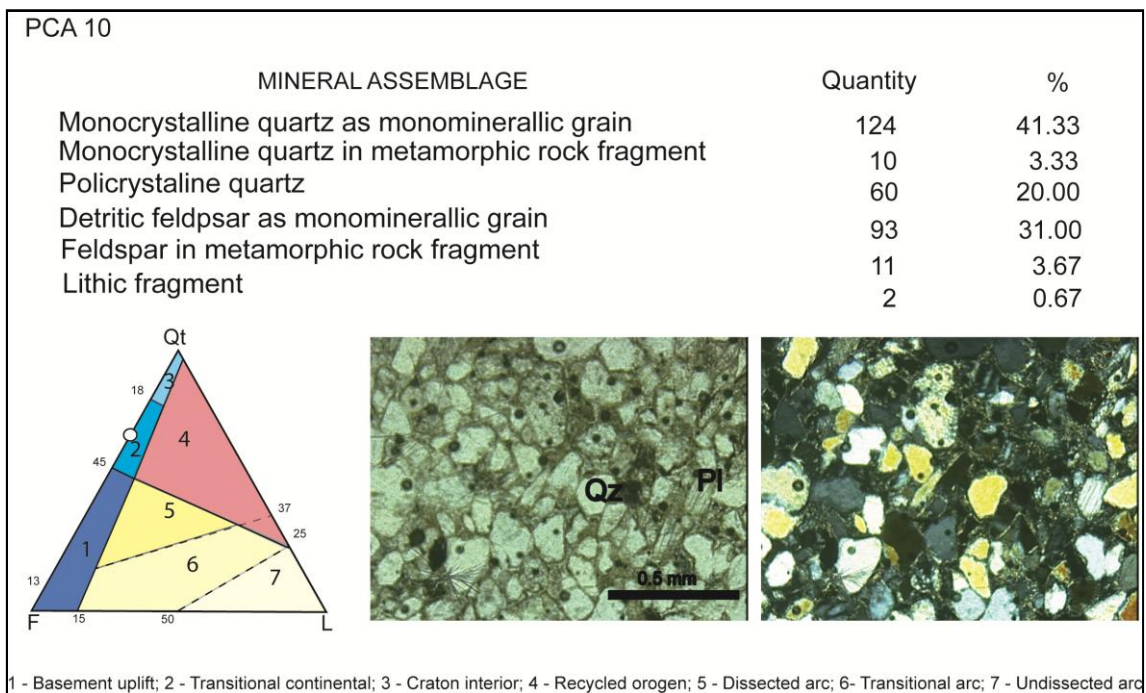 PCA 10
MINERAL ASSEMBLAGE Quantity %
Monocrystalline quartz as monominerallic grain 124 41.33
Monocrystalline quartz in metamorphic rock fragment 10 3.33
Policrystaline quartz 60 20.00
Detritic feldpsar as monominerallic grain 93 31.00
Feldspar in metamorphic rock fragment 11 3.67
Lithic fragment 2 0.67
Qt
3
18
4
2
45
Qz
Pl
37
5
25
1
6
7
13
0.5 mm
F
15
50
L
1 - Basement uplift; 2 - Transitional continental; 3 - Craton interior; 4 - Recycled orogen; 5 - Dissected arc; 6- Transitional arc; 7 - Undissected arc